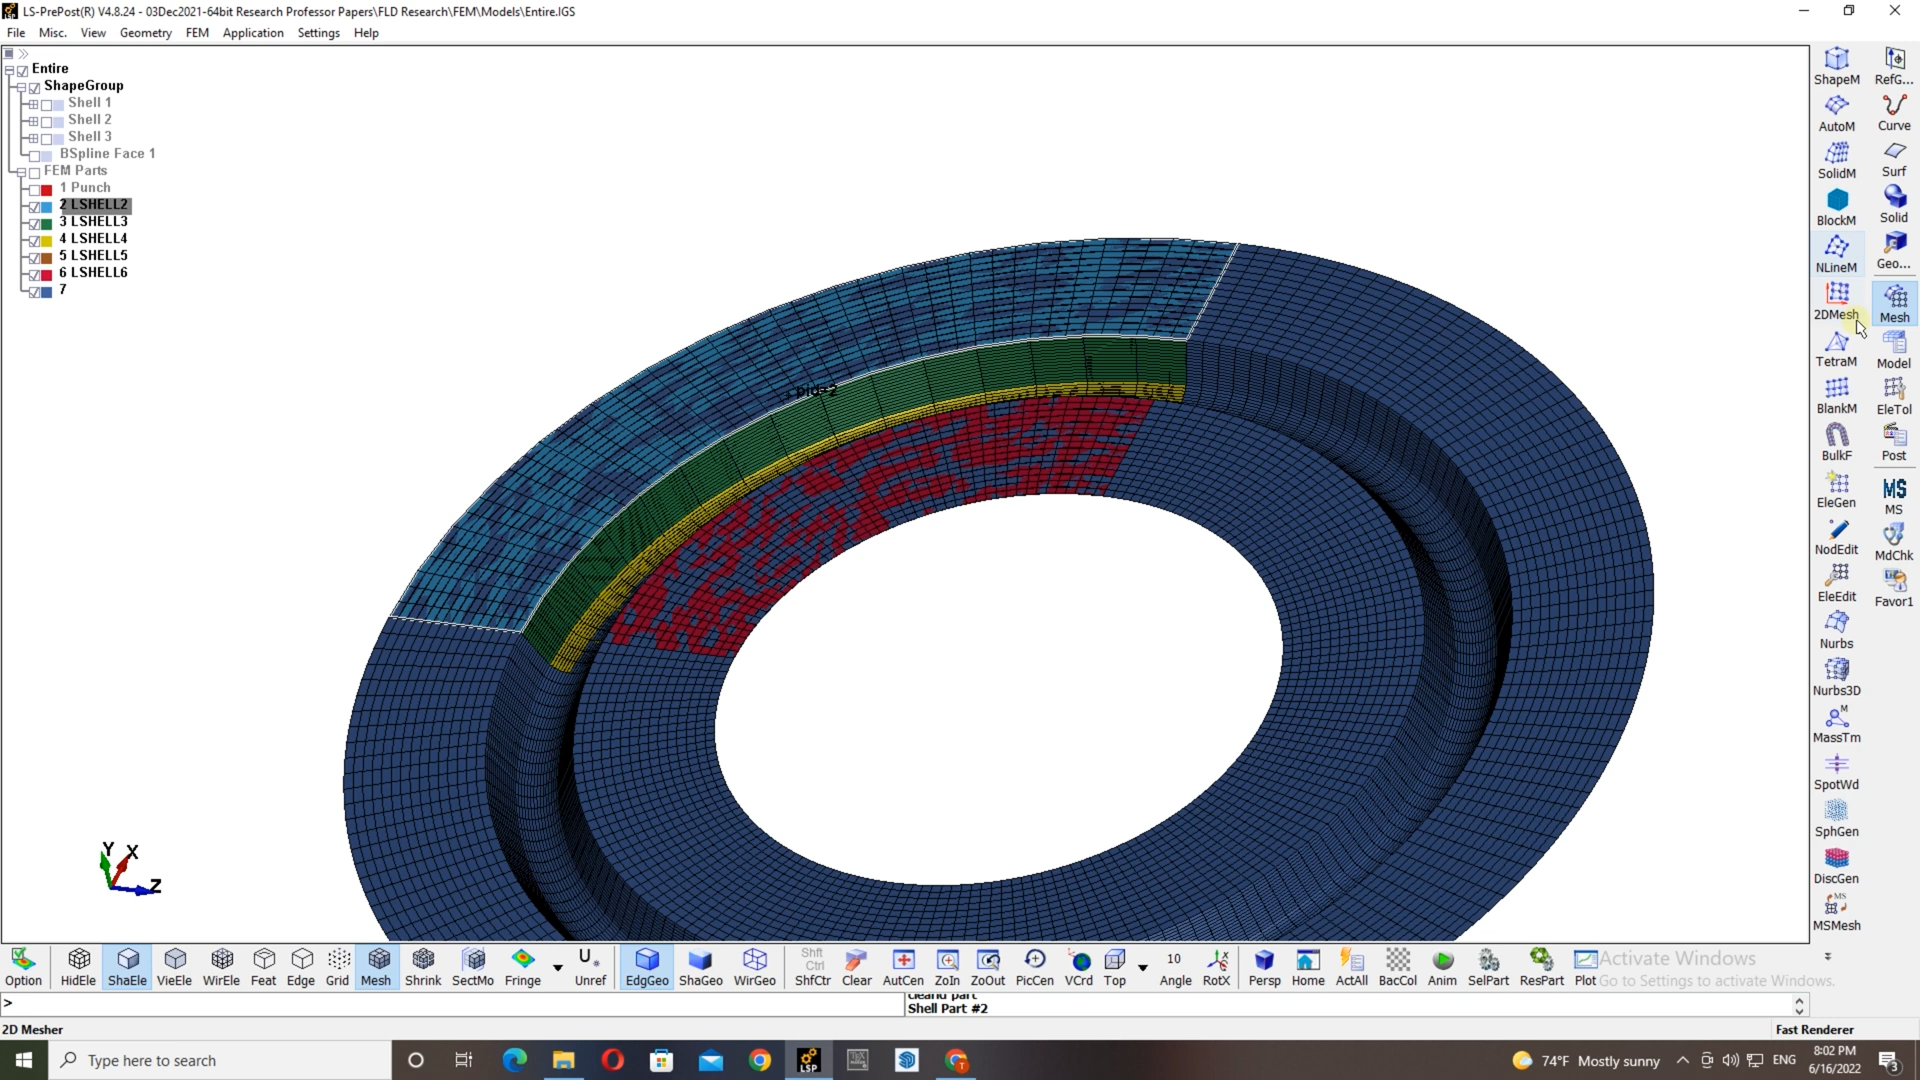 LS-PrePost(R) V4.8.24 - 03Dec2021-64bit Research Professor Papers\FLD Research\FEM\Models\Entire.IGS
File Misc. View Geometry FEM Application Settings Help
Entire
ShapeGroup
Shell 1
Shell 2
Shell 3
BSpline Face 1
FEM Parts
1 Punch
2 LSHELL2
3 LSHELL3
4 LSHELL4
5 LSHELL5
6 LSHELL6
7
pid=2
Y X
Z
ShapeM RefG...
AutoM Curve
SolidM Surf
BlockM Solid
NLineM Geo...
2DMesh Mesh
TetraM Model
BlankM EleTol
BulkF Post
MS
EleGen MS
NodEdit MdChk
EleEdit Favor1
Nurbs
Nurbs3D
M
MassTm
SpotWd
SphGen
DiscGen
MS
MSMesh
Option HidEle ShaEle VieEle WirEle Feat Edge Grid Mesh Shrink SectMo Fringe U. Unref EdgGeo ShaGeo WirGeo Shft Ctrl ShfCtr Clear AutCen ZoIn ZoOut PicCen VCrd Top 10 Angle RotX Persp Home ActAll BacCol Anim SelPart ResPart Plot
Activate Windows
Go to Settings to activate Windows.
>
Shell Part #2
2D Mesher Fast Renderer
LSP
Type here to search
74°F Mostly sunny ENG 8:02 PM
6/16/2022
3